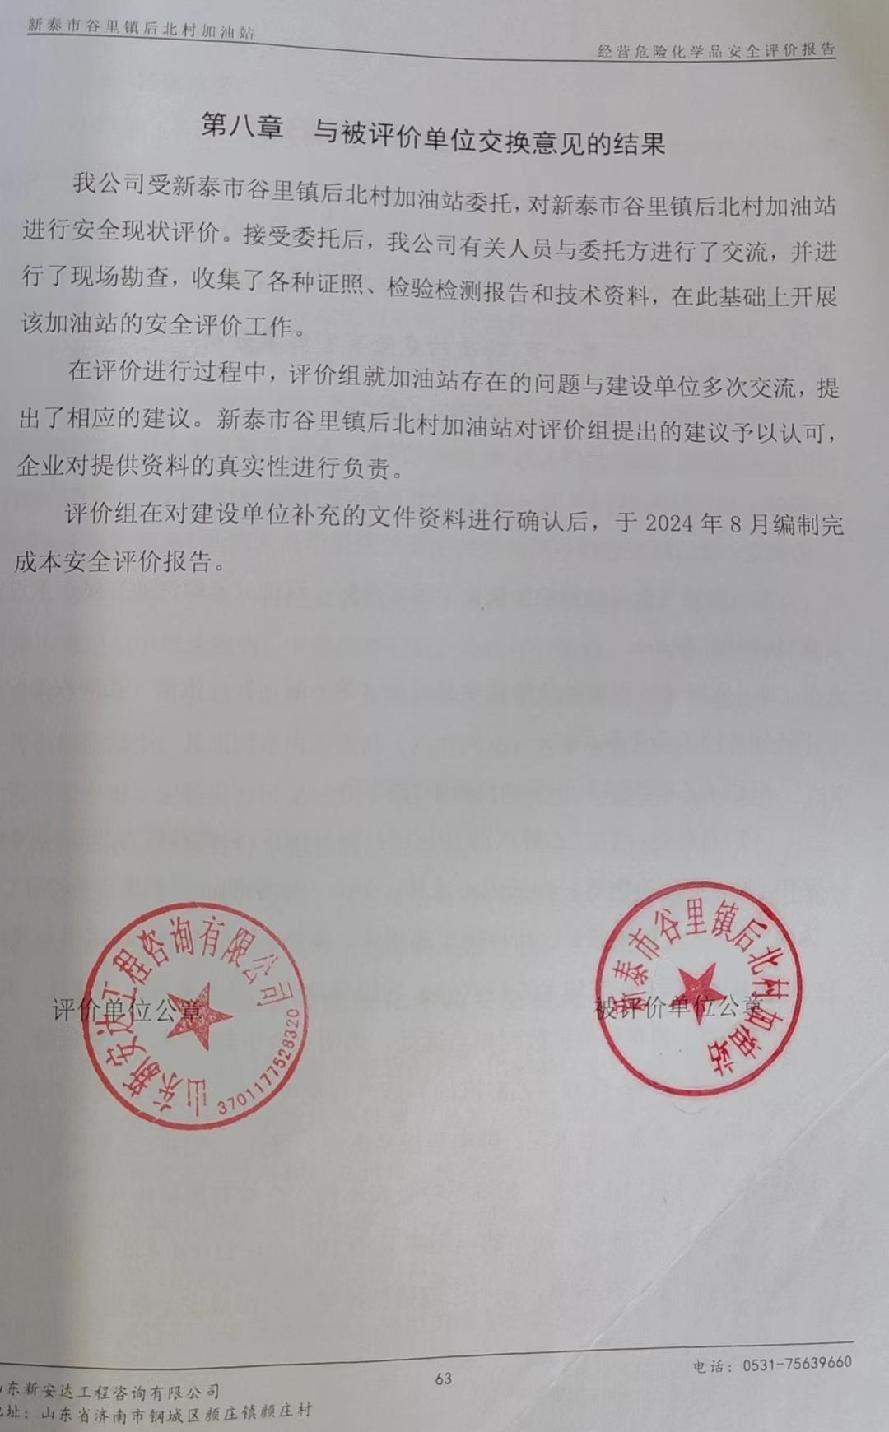 新泰市谷里镇后北村加油站
经营危险化学品安全评价报告
第八章 与被评价单位交换意见的结果
我公司受新泰市谷里镇后北村加油站委托，对新泰市谷里镇后北村加油站
进行安全现状评价。接受委托后，我公司有关人员与委托方进行了交流，并进
行了现场勘查，收集了各种证照、检验检测报告和技术资料，在此基础上开展
该加油站的安全评价工作。
在评价进行过程中，评价组就加油站存在的问题与建设单位多次交流，提
出了相应的建议。新泰市谷里镇后北村加油站对评价组提出的建议予以认可，
企业对提供资料的真实性进行负责。
评价组在对建设单位补充的文件资料进行确认后，于 2024 年 8 月编制完
成本安全评价报告。
评价单位公章
山东新安达工程咨询有限公司
3701177528320
被评价单位公章
新泰市谷里镇后北村加油站
东新安达工程咨询有限公司
址：山东省济南市钢城区颜庄镇颜庄村
63
电话：0531-75639660